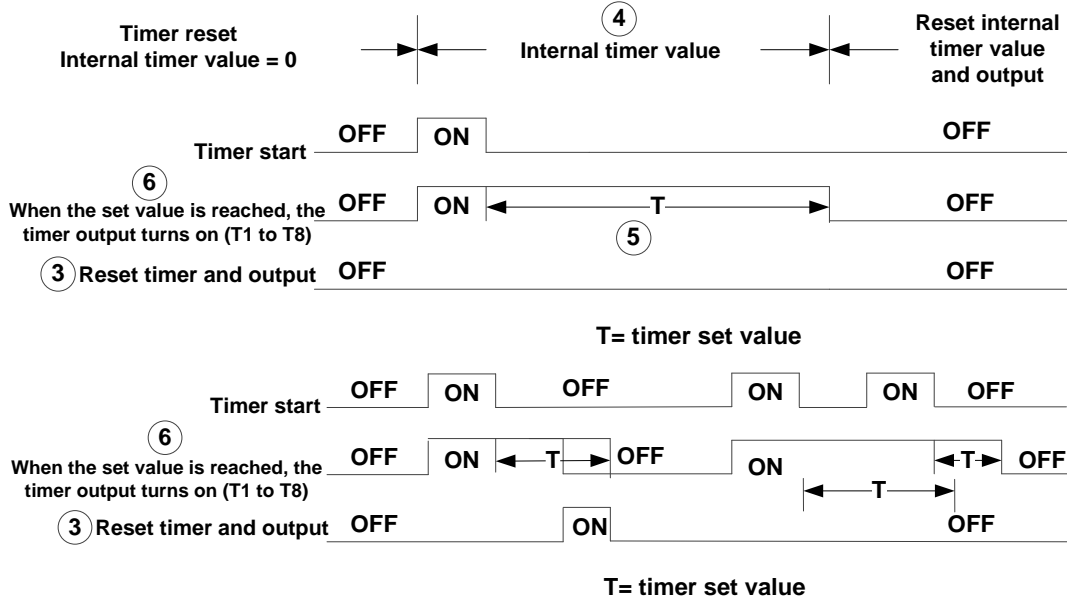 Timer reset
Internal timer value = 0
4
Internal timer value
Reset internal
timer value
and output
Timer start
OFF
ON
OFF
6
When the set value is reached, the
timer output turns on (T1 to T8)
OFF
ON
T
5
OFF
3 Reset timer and output
OFF
OFF
T= timer set value
Timer start
OFF
ON
OFF
ON
ON
OFF
6
When the set value is reached, the
timer output turns on (T1 to T8)
OFF
ON
T
OFF
ON
T
T
OFF
3 Reset timer and output
OFF
ON
OFF
T= timer set value